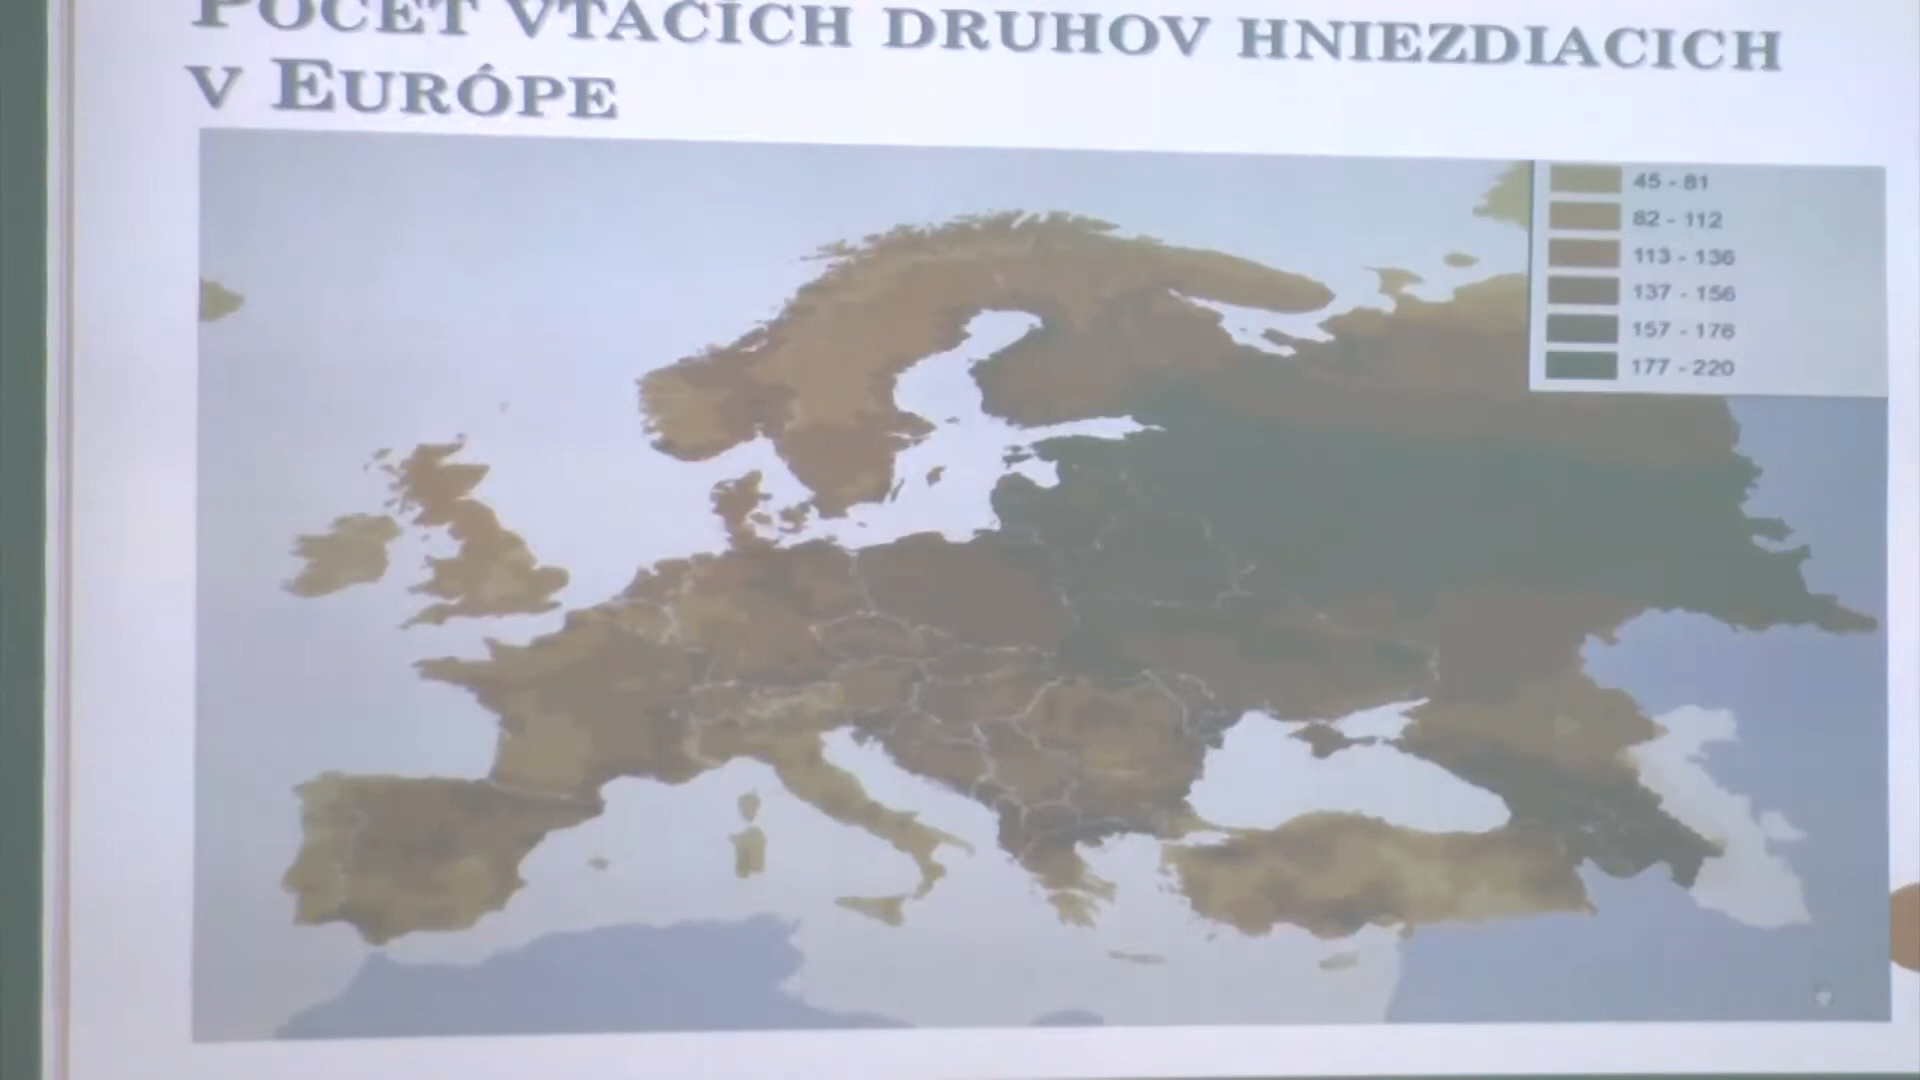 POČET VTÁČÍCH DRUHOV HNIEZDIACICH
V EURÓPE
45 - 81
82 - 112
113 - 136
137 - 156
157 - 176
177 - 220